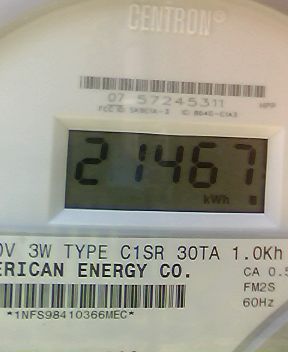 CENTRON®
07 57245311
NPP
21467
kWh
0V 3W TYPE C1SR 30TA 1.0Kh
ERICAN ENERGY CO.
CA 0.5
FM2S
60Hz
*1NFS98410366MEC*